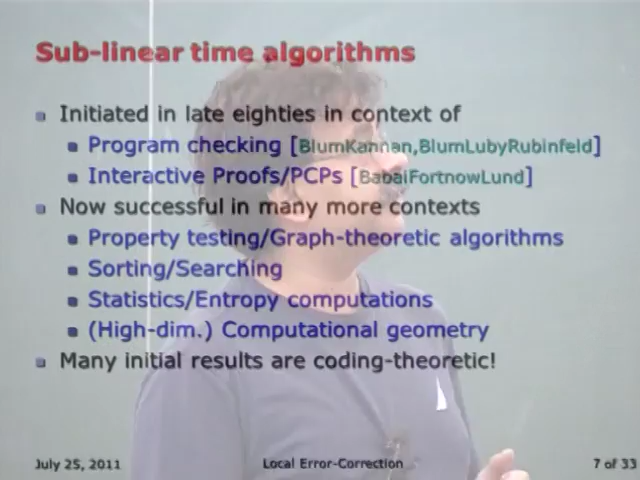 Sub-linear time algorithms
Initiated in late eighties in context of
Program checking [BlumKannan,BlumLubyRubinfeld]
Interactive Proofs/PCPs [BabaiFortnowLund]
Now successful in many more contexts
Property testing/Graph-theoretic algorithms
Sorting/Searching
Statistics/Entropy computations
(High-dim.) Computational geometry
Many initial results are coding-theoretic!
July 25, 2011 Local Error-Correction 7 of 33